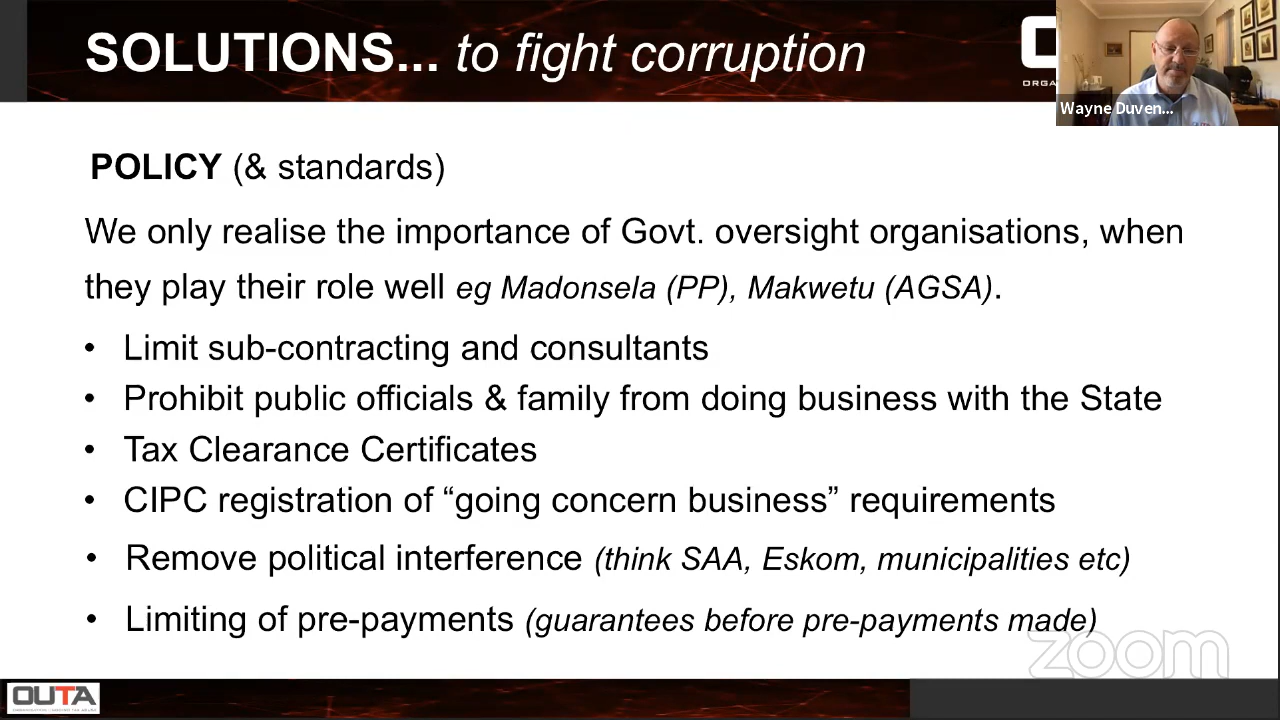 SOLUTIONS... to fight corruption
ORGA
Wayne Duven...
POLICY (& standards)
We only realise the importance of Govt. oversight organisations, when
they play their role well eg Madonsela (PP), Makwetu (AGSA).
• Limit sub-contracting and consultants
• Prohibit public officials & family from doing business with the State
• Tax Clearance Certificates
• CIPC registration of “going concern business” requirements
• Remove political interference (think SAA, Eskom, municipalities etc)
• Limiting of pre-payments (guarantees before pre-payments made)
zoom
OUTA